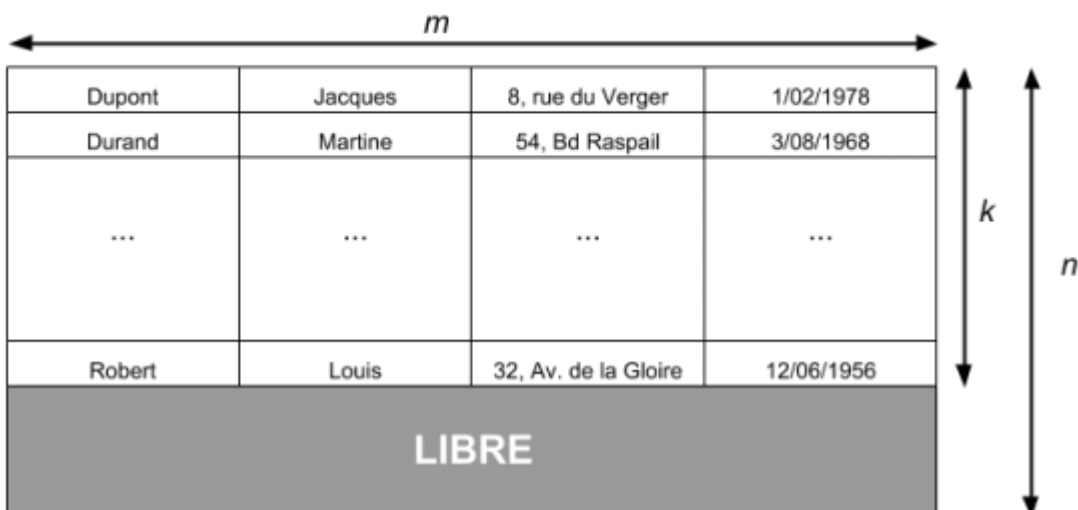 m
Dupont Jacques 8, rue du Verger 1/02/1978
Durand Martine 54, Bd Raspail 3/08/1968
k
... ... ... ...
n
Robert Louis 32, Av. de la Gloire 12/06/1956
LIBRE